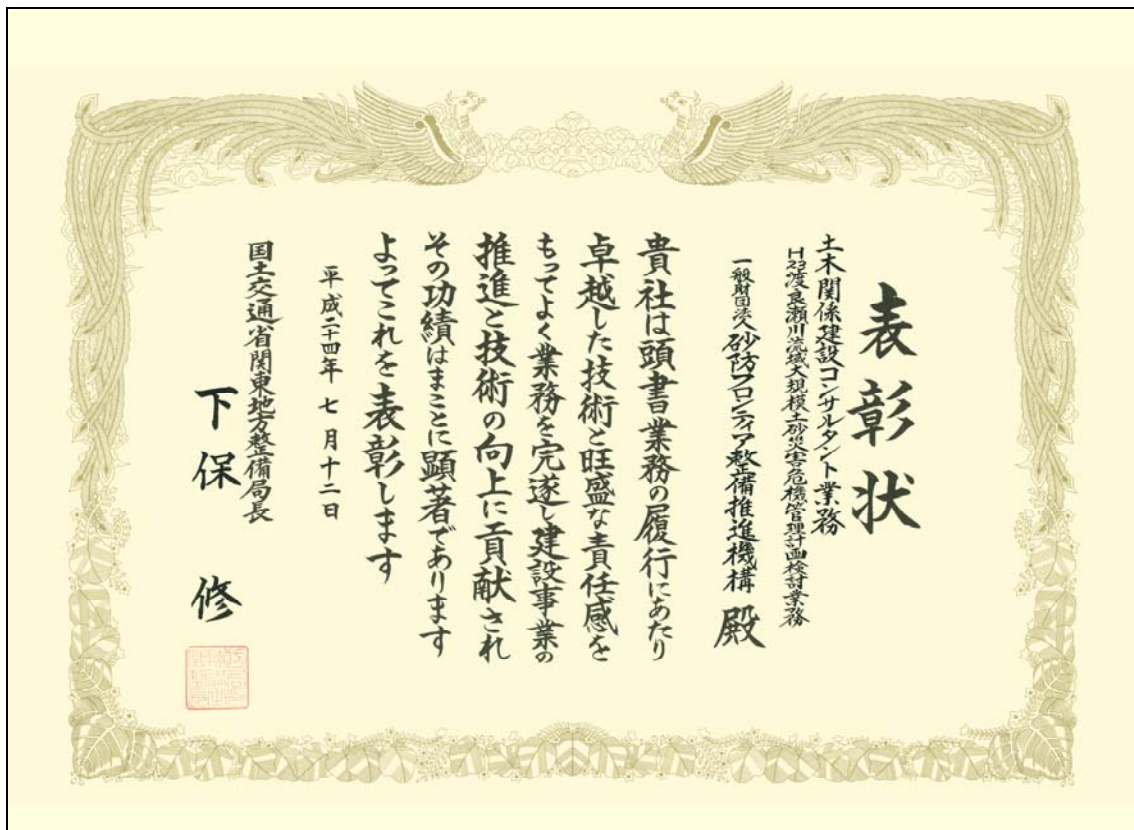 表彰状
土木関係建設コンサルタント業務
H23渡良瀬川流域大規模土砂災害危機管理計画検討業務
一般財団法人 砂防フロンティア整備推進機構 殿
貴社は頭書業務の履行にあたり
卓越した技術と旺盛な責任感を
もってよく業務を完遂し建設事業の
推進と技術の向上に貢献され
その功績はまことに顕著であります
よってこれを表彰します
平成二十四年 七月十二日
国土交通省関東地方整備局長
下保 修